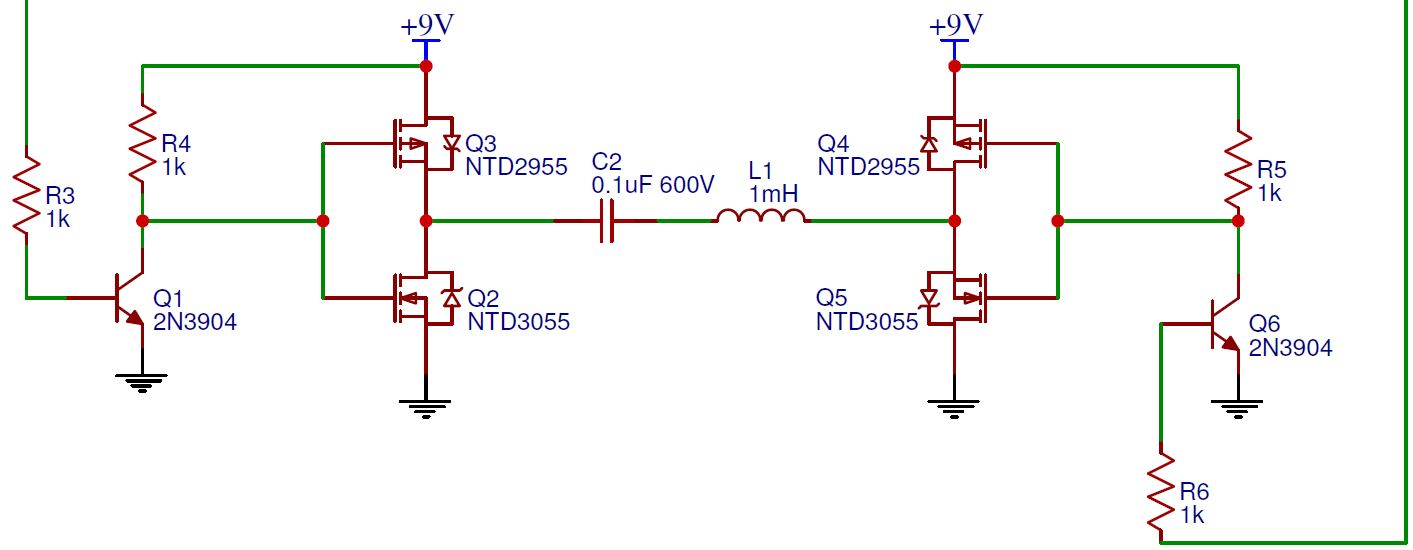 +9V
+9V
R4
1k
Q3
NTD2955
Q4
NTD2955
R5
1k
C2
0.1uF 600V
L1
1mH
R3
1k
Q1
2N3904
Q2
NTD3055
Q5
NTD3055
Q6
2N3904
R6
1k